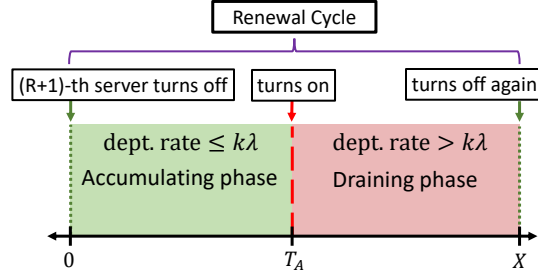 Renewal Cycle
(R+1)-th server turns off
turns on
turns off again
dept. rate ≤ kλ
dept. rate > kλ
Accumulating phase
Draining phase
0
T_A
X